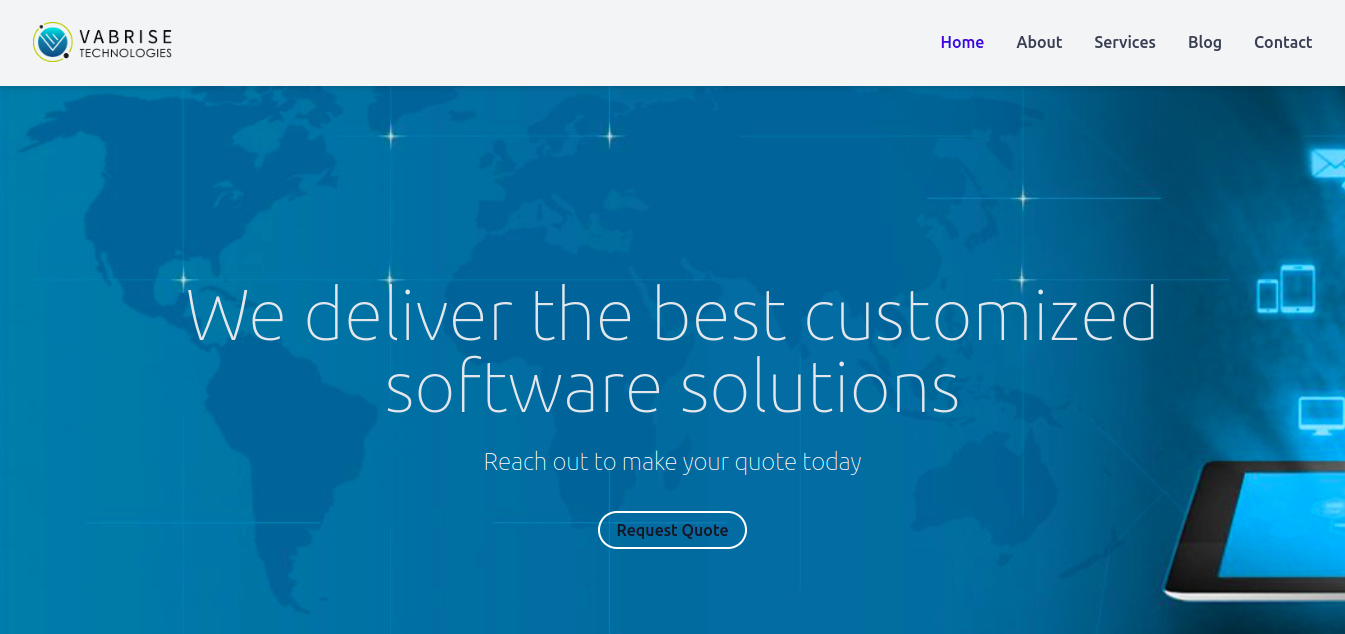 VABRISE
TECHNOLOGIES
Home About Services Blog Contact
We deliver the best customized
software solutions
Reach out to make your quote today
Request Quote